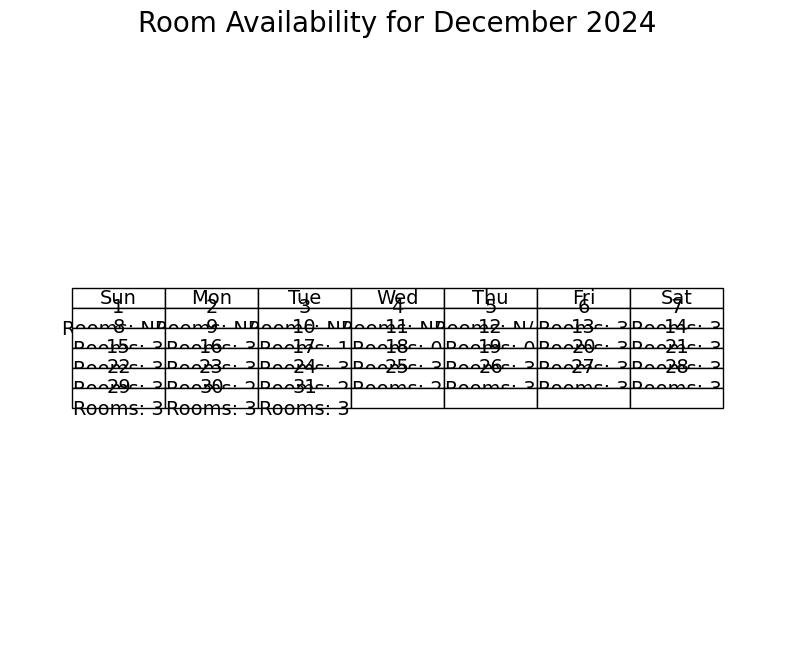 Room Availability for December 2024
Sun Mon Tue Wed Thu Fri Sat
1 2 3 4 5 6 7
Rooms: N/A Rooms: N/A Rooms: N/A Rooms: N/A Rooms: N/A Rooms: 3 Rooms: 3
8 9 10 11 12 13 14
Rooms: 3 Rooms: 3 Rooms: 1 Rooms: 0 Rooms: 0 Rooms: 3 Rooms: 3
15 16 17 18 19 20 21
Rooms: 3 Rooms: 3 Rooms: 3 Rooms: 3 Rooms: 3 Rooms: 3 Rooms: 3
22 23 24 25 26 27 28
Rooms: 3 Rooms: 2 Rooms: 2 Rooms: 2 Rooms: 3 Rooms: 3 Rooms: 3
29 30 31
Rooms: 3 Rooms: 3 Rooms: 3